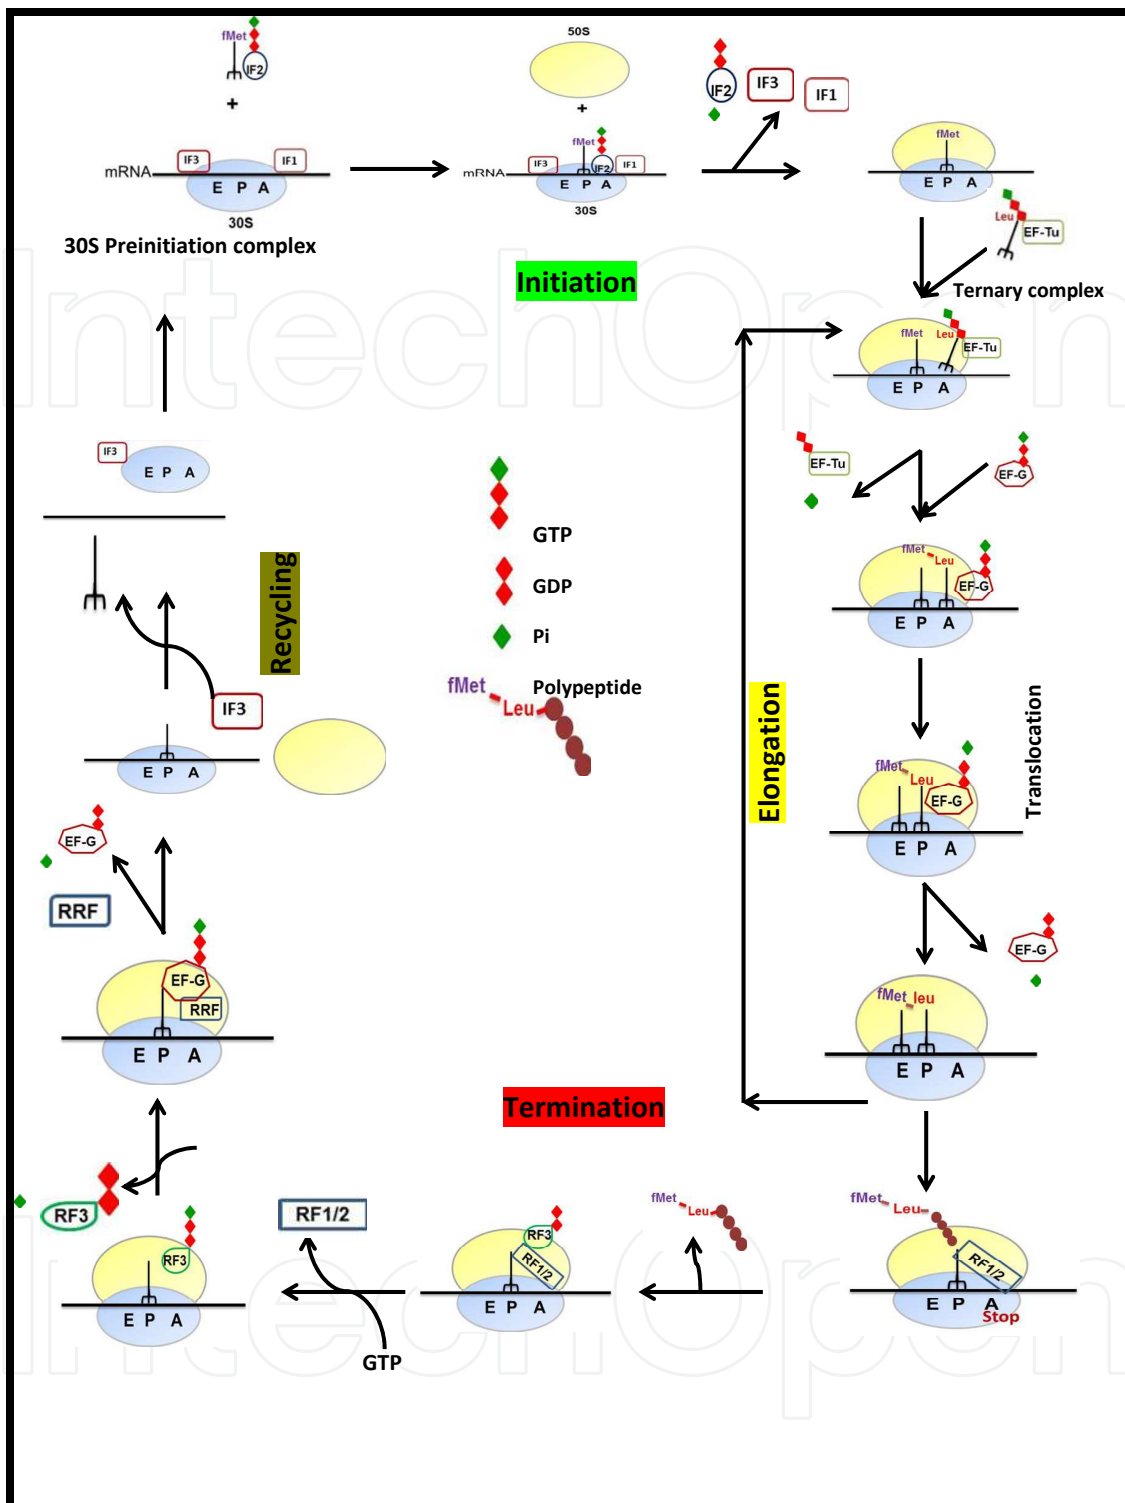 fMet
IF2
+
IF3
IF1
mRNA
E P A
30S
30S Preinitiation complex
50S
+
fMet
IF3
IF2
IF1
mRNA
E P A
30S
IF2
IF3
IF1
fMet
E P A
Leu
EF-Tu
Ternary complex
Initiation
fMet
Leu
EF-Tu
E P A
EF-Tu
EF-G
fMet
Leu
EF-G
E P A
Translocation
Elongation
fMet
Leu
EF-G
E P A
EF-G
fMet
leu
E P A
fMet
Leu
RF1/2
E P A
Stop
Termination
fMet
Leu
RF3
RF1/2
E P A
RF1/2
GTP
RF3
E P A
RF3
EF-G
RRF
E P A
RRF
EF-G
E P A
IF3
Recycling
IF3
E P A
GTP
GDP
Pi
fMet
Leu
Polypeptide
IntechOpen
IntechOpen